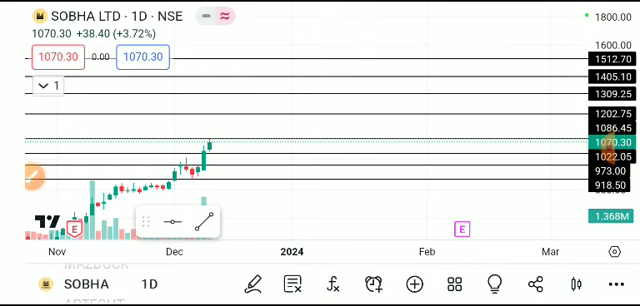 SOBHA LTD · 1D · NSE
1070.30 +38.40 (+3.72%)
1070.30 0.00 1070.30
1
1800.00
1600.00
1512.70
1405.10
1309.25
1202.75
1086.45
1070.30
1022.05
973.00
918.50
1.368M
E
E
Nov Dec 2024 Feb Mar
SOBHA 1D